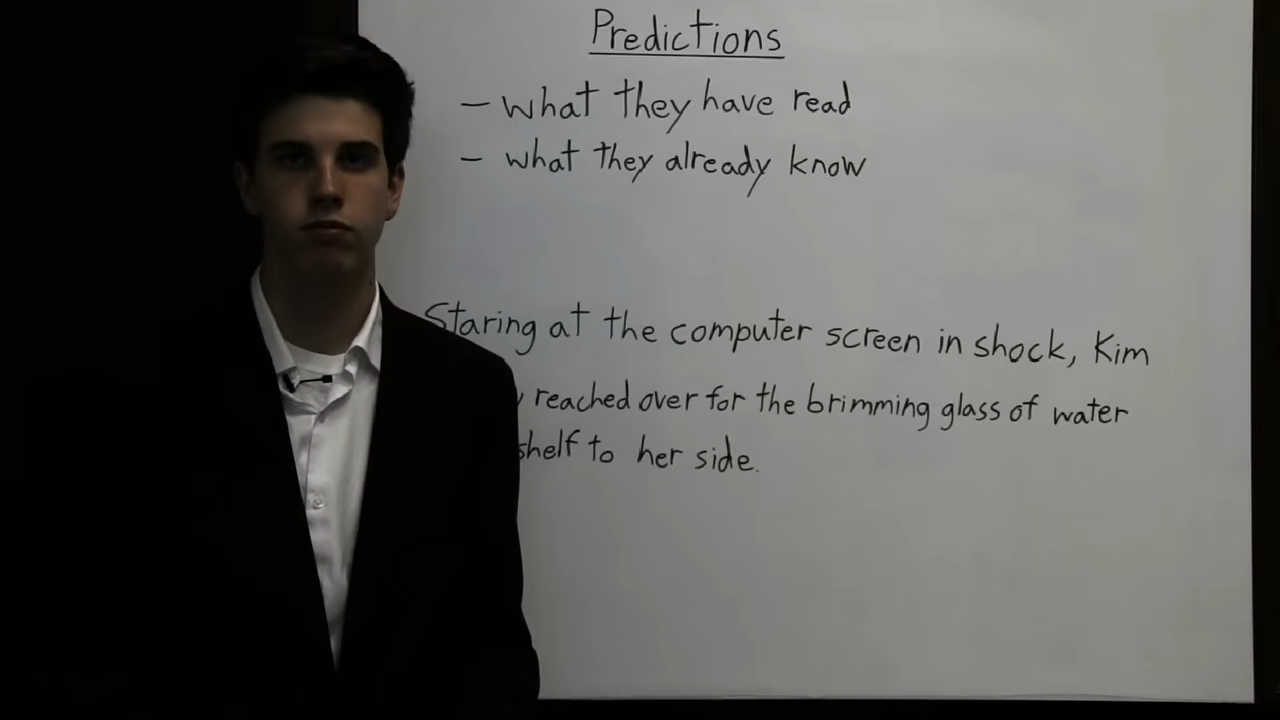 Predictions
- what they have read
- what they already know
Staring at the computer screen in shock, Kim
reached over for the brimming glass of water
shelf to her side.